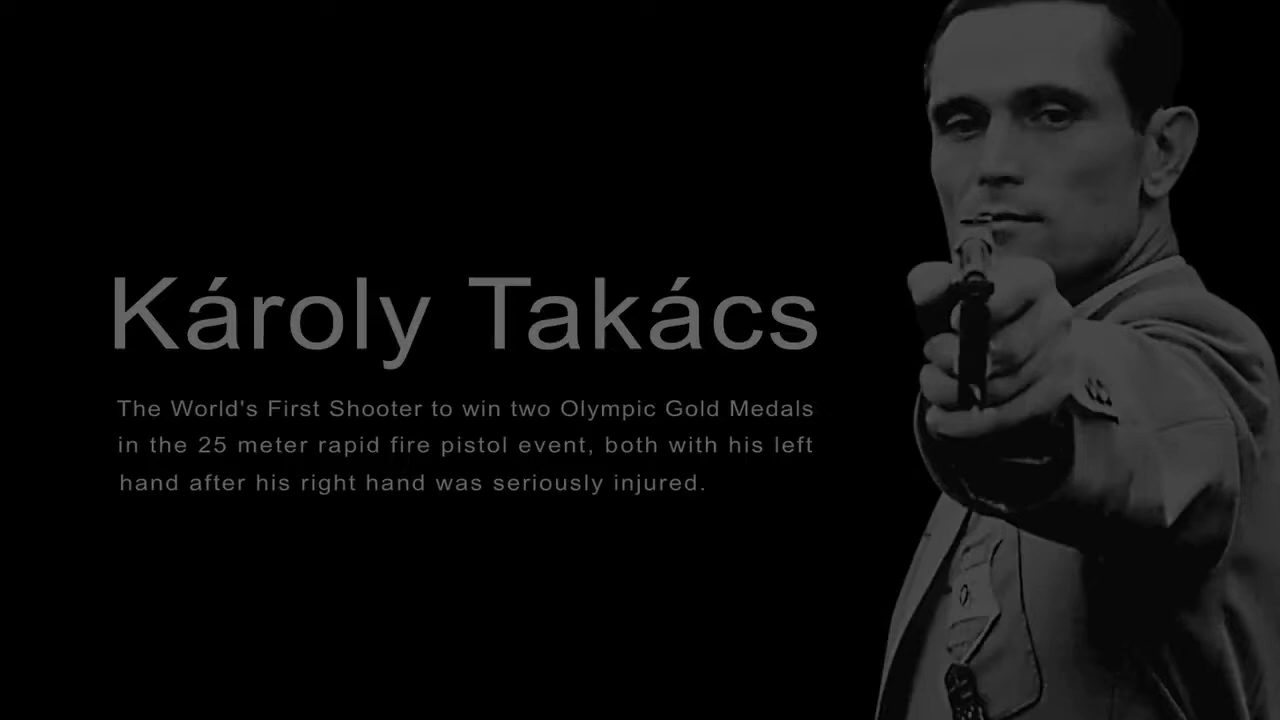 Károly Takács
The World's First Shooter to win two Olympic Gold Medals
in the 25 meter rapid fire pistol event, both with his left
hand after his right hand was seriously injured.